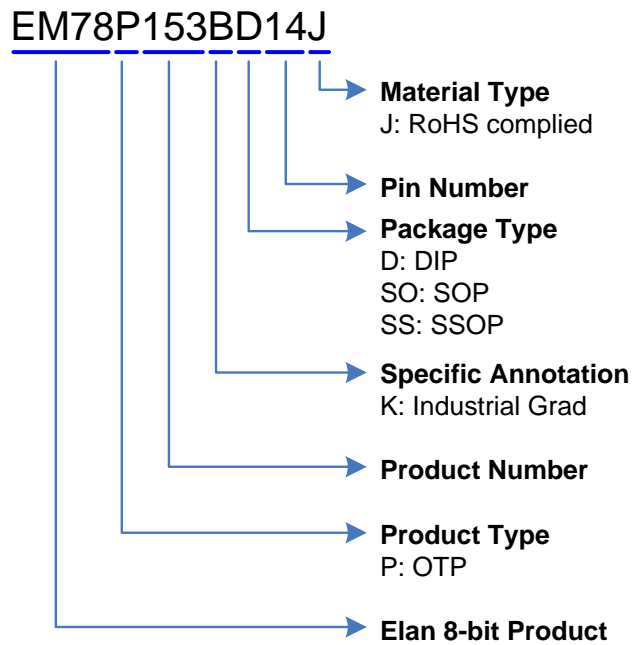 EM78P153BD14J
Material Type
J: RoHS complied
Pin Number
Package Type
D: DIP
SO: SOP
SS: SSOP
Specific Annotation
K: Industrial Grad
Product Number
Product Type
P: OTP
Elan 8-bit Product